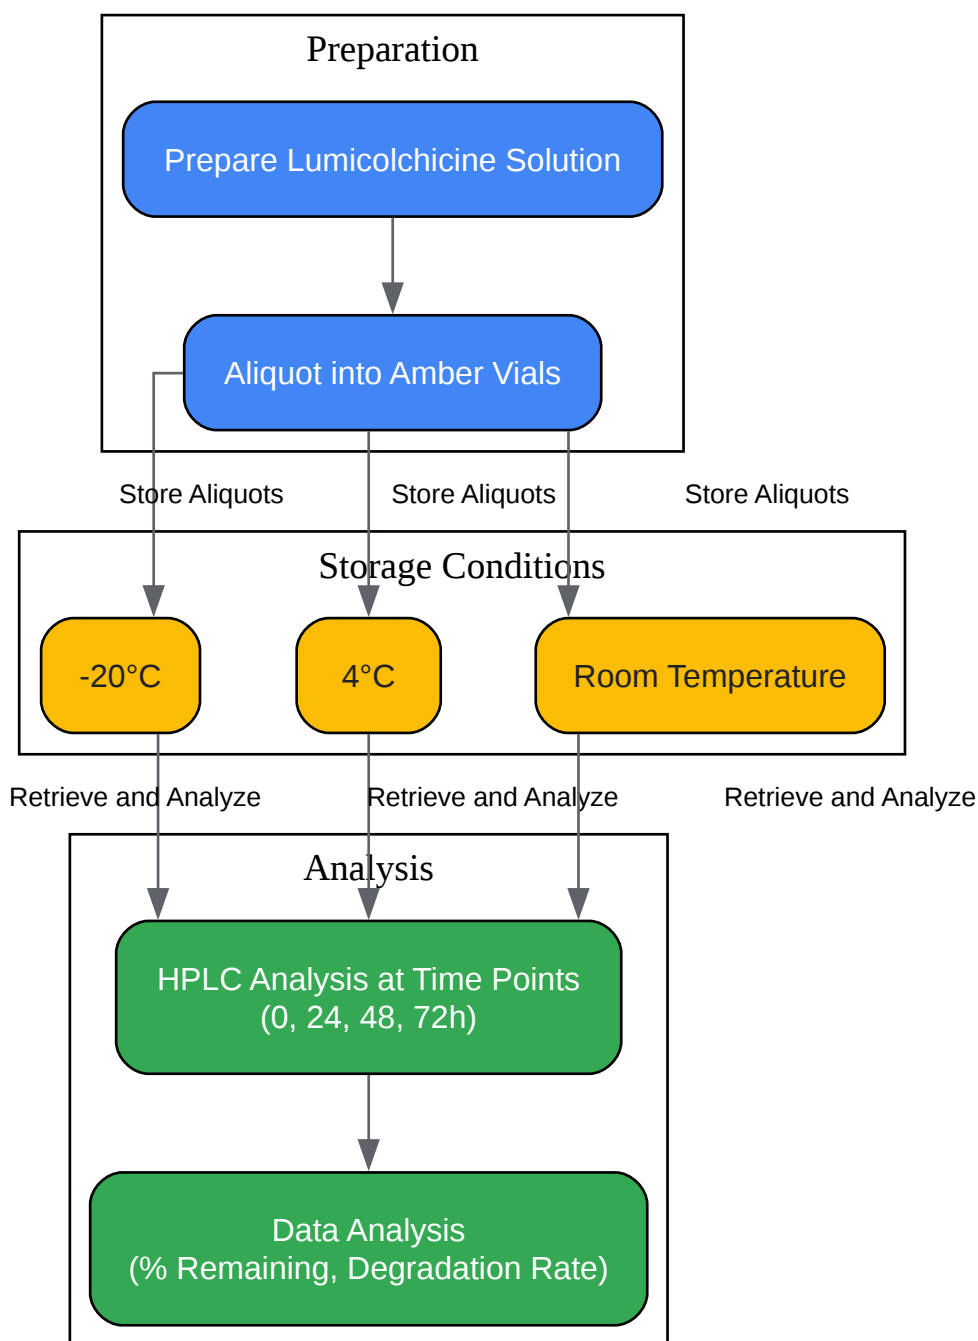 Preparation
Prepare Lumicolchicine Solution
Aliquot into Amber Vials
Store Aliquots
Store Aliquots
Store Aliquots
Storage Conditions
-20°C
4°C
Room Temperature
Retrieve and Analyze
Retrieve and Analyze
Retrieve and Analyze
Analysis
HPLC Analysis at Time Points
(0, 24, 48, 72h)
Data Analysis
(% Remaining, Degradation Rate)